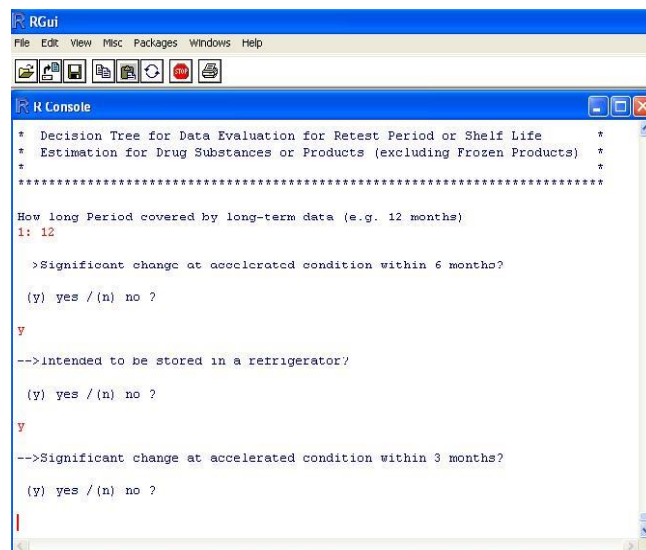 RGui
File Edit View Misc Packages Windows Help
STOP
R Console
* Decision Tree for Data Evaluation for Retest Period or Shelf Life *
* Estimation for Drug Substances or Products (excluding Frozen Products) *
* *
****************************************************************************
How long Period covered by long-term data (e.g. 12 months)
1: 12
>Significant change at accelerated condition within 6 months?
(y) yes /(n) no ?
y
-->Intended to be stored in a refrigerator?
(y) yes /(n) no ?
y
-->Significant change at accelerated condition within 3 months?
(y) yes /(n) no ?